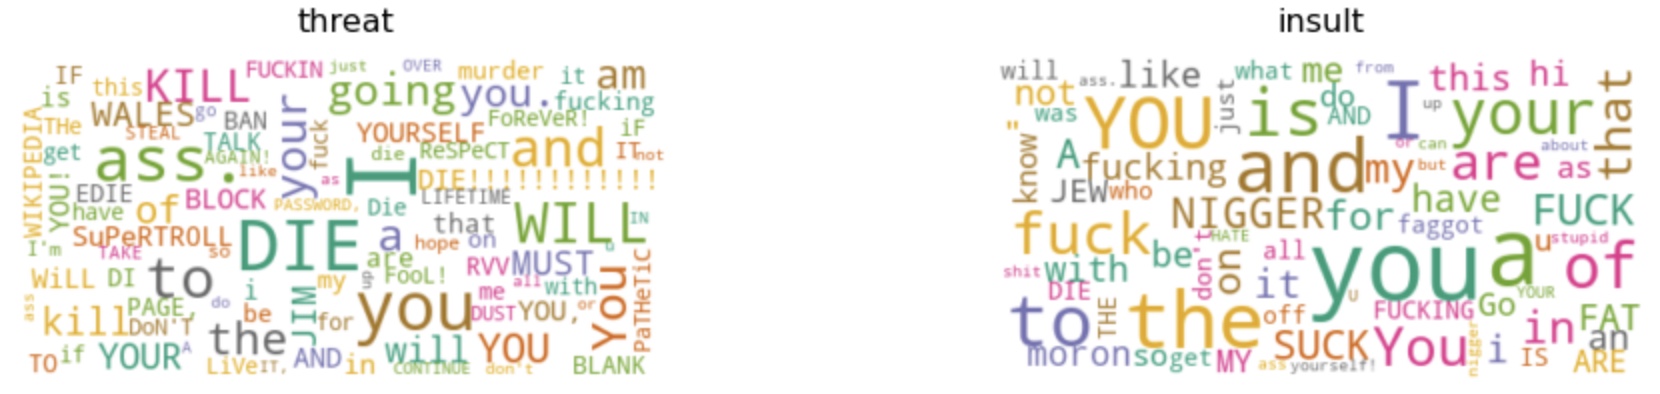 threat
IF this KILL FUCKIN just OVER murder it am
is WALES go BAN your going you. fucking
WIKIPEDIA THe STEAL TALK fuck YOURSELF FoReVeR! iF
get ass. AGAIN! like as die ReSPeCT and IT not
YOU! EDIE I DIE!!!!!!!!!!!!
have of BLOCK PASSWORD, Die LIFETIME
SuPeRTROLL DIE a hope that on WILL IN
I'm TAKE so are u
WiLL DI to i JIM my up FooL! RVV MUST You PaTHeTiC
ass PAGE, do you me all with
kill DoN'T be for DUST YOU, or
the will YOU
TO if YOUR A LiVe IT, AND in CoNTiNUE don't BLANK
insult
will ass. like just what me from this hi that
not was YOU is do AND I up your
" know A fucking and my or can about
JEW who but are as
NIGGER for have FUCK
fuck be don't HATE on all faggot u stupid
shit with it you a of
DIE THE U YOUR
to the off FUCKING Go in FAT
moron so get MY SUCK You nigger i an
ass yourself! IS ARE